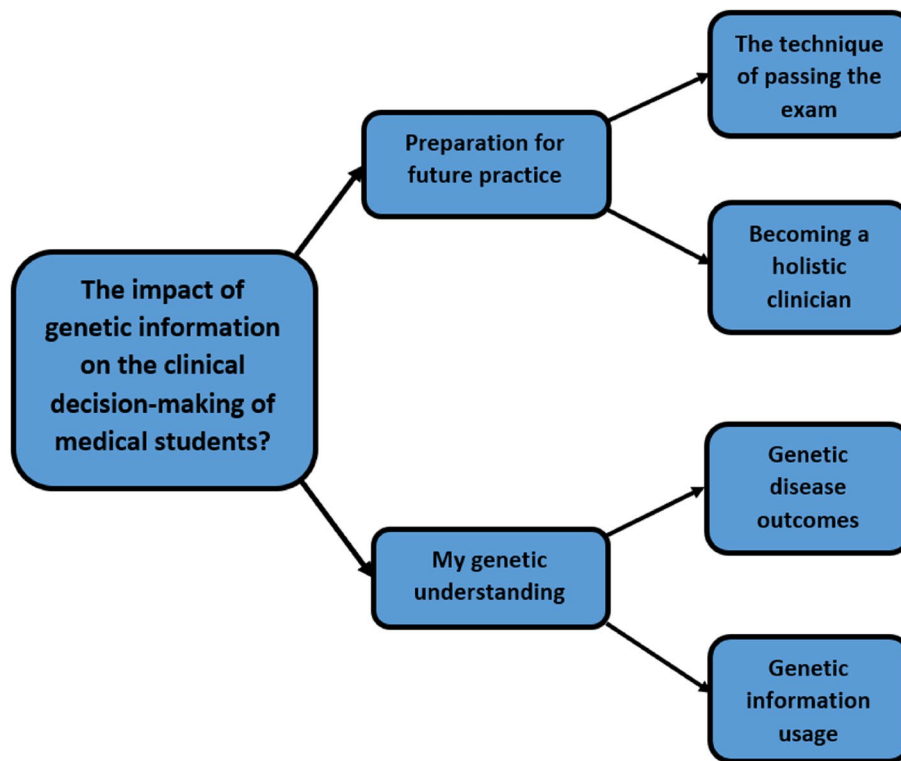 The technique
of passing the
exam
Preparation for
future practice
Becoming a
holistic
clinician
The impact of
genetic information
on the clinical
decision-making of
medical students?
Genetic
disease
outcomes
My genetic
understanding
Genetic
information
usage